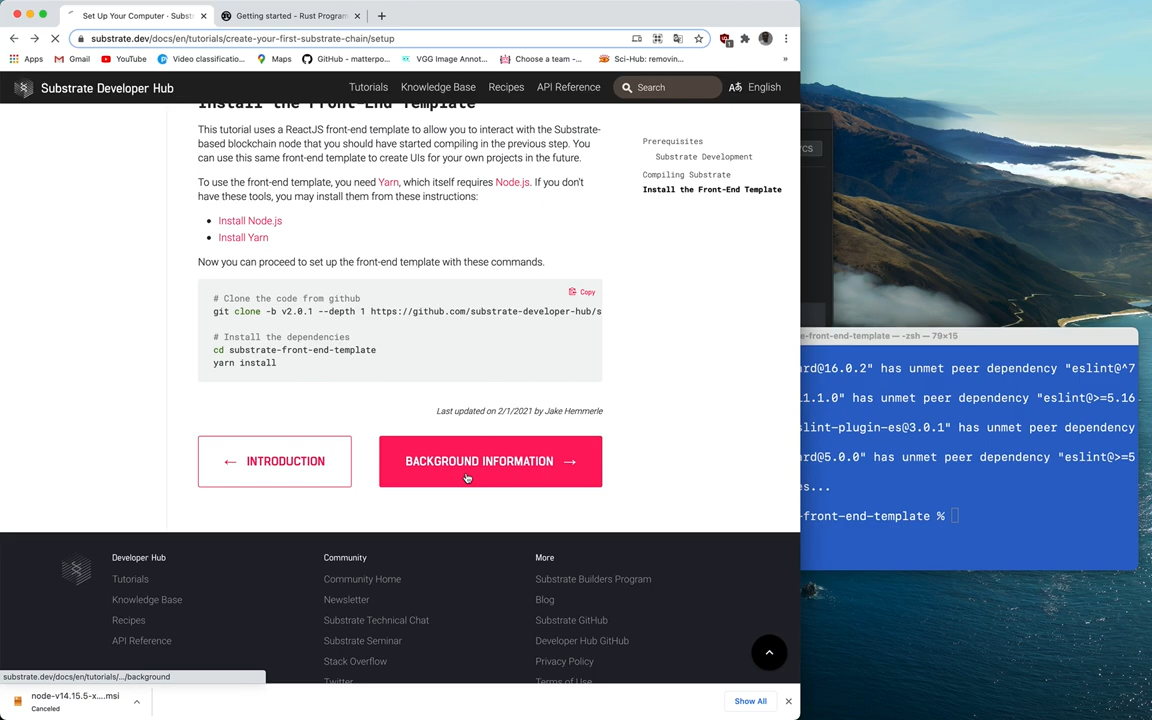 Set Up Your Computer · Subst
Getting started - Rust Program
substrate.dev/docs/en/tutorials/create-your-first-substrate-chain/setup
1
Apps
Gmail
YouTube
Video classificatio...
Maps
GitHub - matterpo...
VGG Image Annot...
Choose a team -...
Sci-Hub: removin...
»
Substrate Developer Hub
Tutorials
Knowledge Base
Recipes
API Reference
Search
English
Install the Front-End Template
This tutorial uses a ReactJS front-end template to allow you to interact with the Substrate-
based blockchain node that you should have started compiling in the previous step. You
can use this same front-end template to create UIs for your own projects in the future.
To use the front-end template, you need Yarn, which itself requires Node.js. If you don't
have these tools, you may install them from these instructions:
Install Node.js
Install Yarn
Now you can proceed to set up the front-end template with these commands.
Copy
# Clone the code from github
git clone -b v2.0.1 --depth 1 https://github.com/substrate-developer-hub/s
# Install the dependencies
cd substrate-front-end-template
yarn install
Last updated on 2/1/2021 by Jake Hemmerle
← INTRODUCTION
BACKGROUND INFORMATION →
Prerequisites
Substrate Development
Compiling Substrate
Install the Front-End Template
Developer Hub
Tutorials
Knowledge Base
Recipes
API Reference
Community
Community Home
Newsletter
Substrate Technical Chat
Substrate Seminar
Stack Overflow
Twitter
More
Substrate Builders Program
Blog
Substrate GitHub
Developer Hub GitHub
Privacy Policy
Terms of Use
substrate.dev/docs/en/tutorials/.../background
node-v14.15.5-x....msi
Canceled
Show All
rcs
e-front-end-template — -zsh — 79×15
ard@16.0.2" has unmet peer dependency "eslint@^7
11.1.0" has unmet peer dependency "eslint@>=5.16
slint-plugin-es@3.0.1" has unmet peer dependency
ard@5.0.0" has unmet peer dependency "eslint@>=5
es...
-front-end-template %